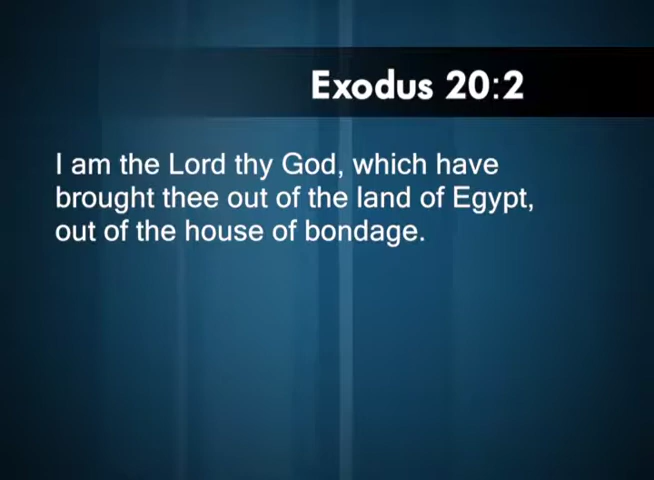 Exodus 20:2
I am the Lord thy God, which have
brought thee out of the land of Egypt,
out of the house of bondage.